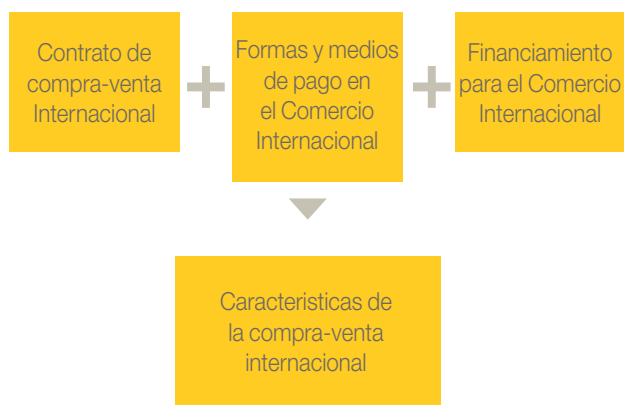 Contrato de
compra-venta
Internacional
Formas y medios
de pago en
el Comercio
Internacional
Financiamiento
para el Comercio
Internacional
Caracteristicas de
la compra-venta
internacional